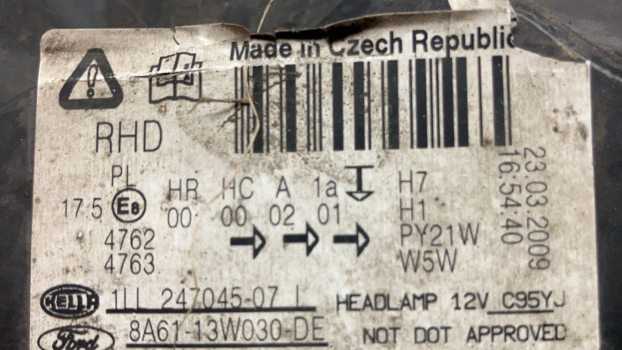 Made in Czech Republic
RHD
PL HR HC A 1a H7
17.5 E8 00 00 02 01 H1
4762 PY21W
4763 W5W
23.03.2009
16:54:40
HELLA 1LL 247045-07 L HEADLAMP 12V C95YJ
Ford 8A61-13W030-DE NOT DOT APPROVED